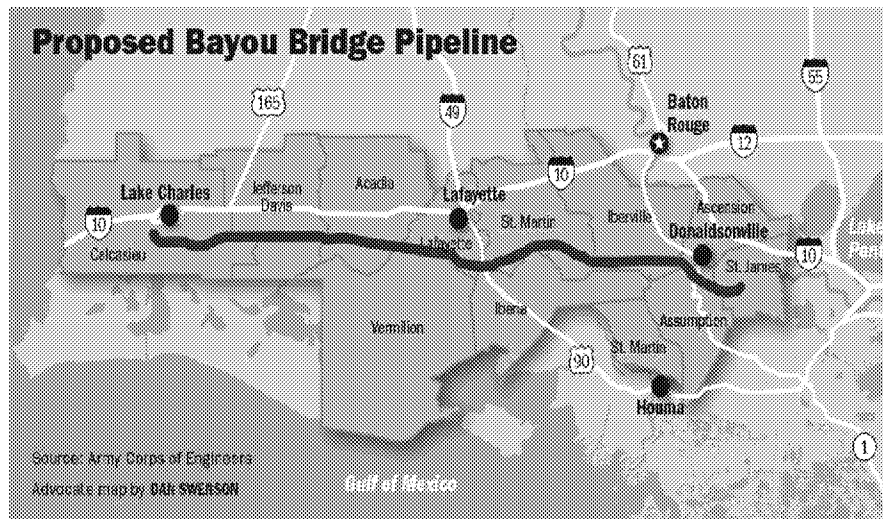 Proposed Bayou Bridge Pipeline
61
55
165
49
Baton
Rouge
12
10
Lake Charles
Jefferson
Davis
Acadia
Lafayette
St. Martin
Iberville
Ascension
Donaldsonville
10
Calcasieu
Lafayette
St. James
10
Lake
Vermilion
Iberia
Assumption
St. Martin
90
Houma
1
Source: Army Corps of Engineers
Advocate map by DAN SWENSON
Gulf of Mexico